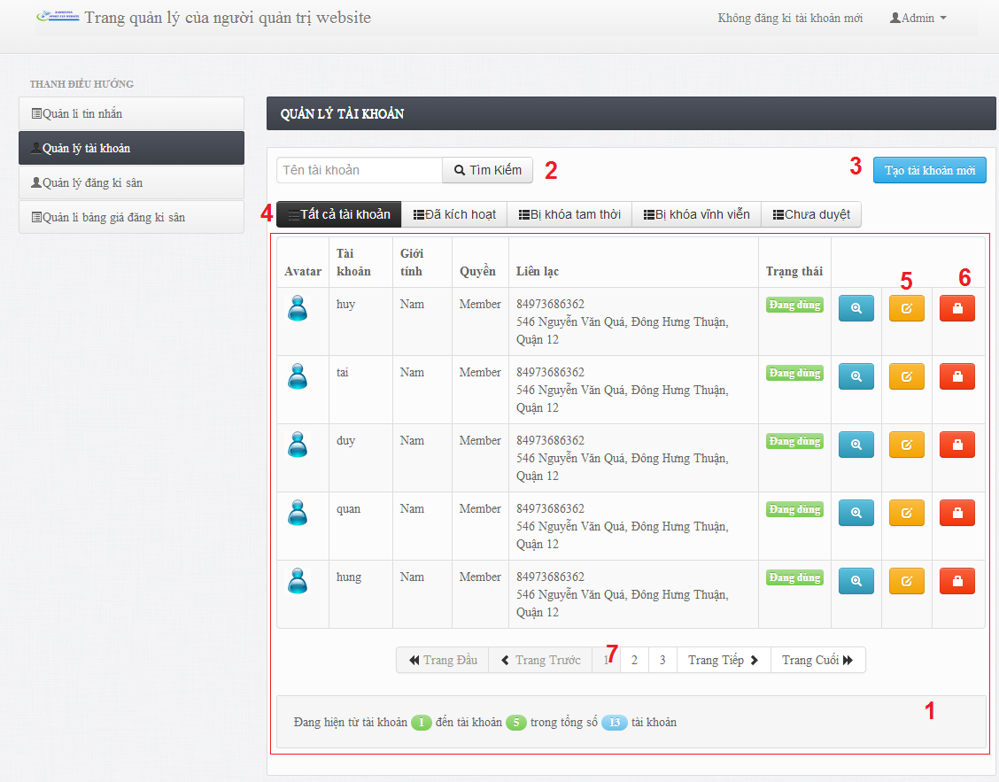 Trang quản lý của người quản trị website
Không đăng kí tài khoản mới
Admin
THANH ĐIỀU HƯỚNG
Quản lí tin nhắn
Quản lý tài khoản
Quản lý đăng kí sân
Quản lí bảng giá đăng kí sân
QUẢN LÝ TÀI KHOẢN
Tên tài khoản
Tìm Kiếm
2
3
Tạo tài khoản mới
4
Tất cả tài khoản
Đã kích hoạt
Bị khóa tam thời
Bị khóa vĩnh viễn
Chưa duyệt
Avatar
Tài
khoản
Giới
tính
Quyền
Liên lạc
Trạng thái
5
6
huy
Nam
Member
84973686362
546 Nguyễn Văn Quá, Đông Hưng Thuận,
Quận 12
Đang dùng
tai
Nam
Member
84973686362
546 Nguyễn Văn Quá, Đông Hưng Thuận,
Quận 12
Đang dùng
duy
Nam
Member
84973686362
546 Nguyễn Văn Quá, Đông Hưng Thuận,
Quận 12
Đang dùng
quan
Nam
Member
84973686362
546 Nguyễn Văn Quá, Đông Hưng Thuận,
Quận 12
Đang dùng
hung
Nam
Member
84973686362
546 Nguyễn Văn Quá, Đông Hưng Thuận,
Quận 12
Đang dùng
Trang Đầu
Trang Trước
1
7
2
3
Trang Tiếp
Trang Cuối
1
Đang hiện từ tài khoản 1 đến tài khoản 5 trong tổng số 13 tài khoản